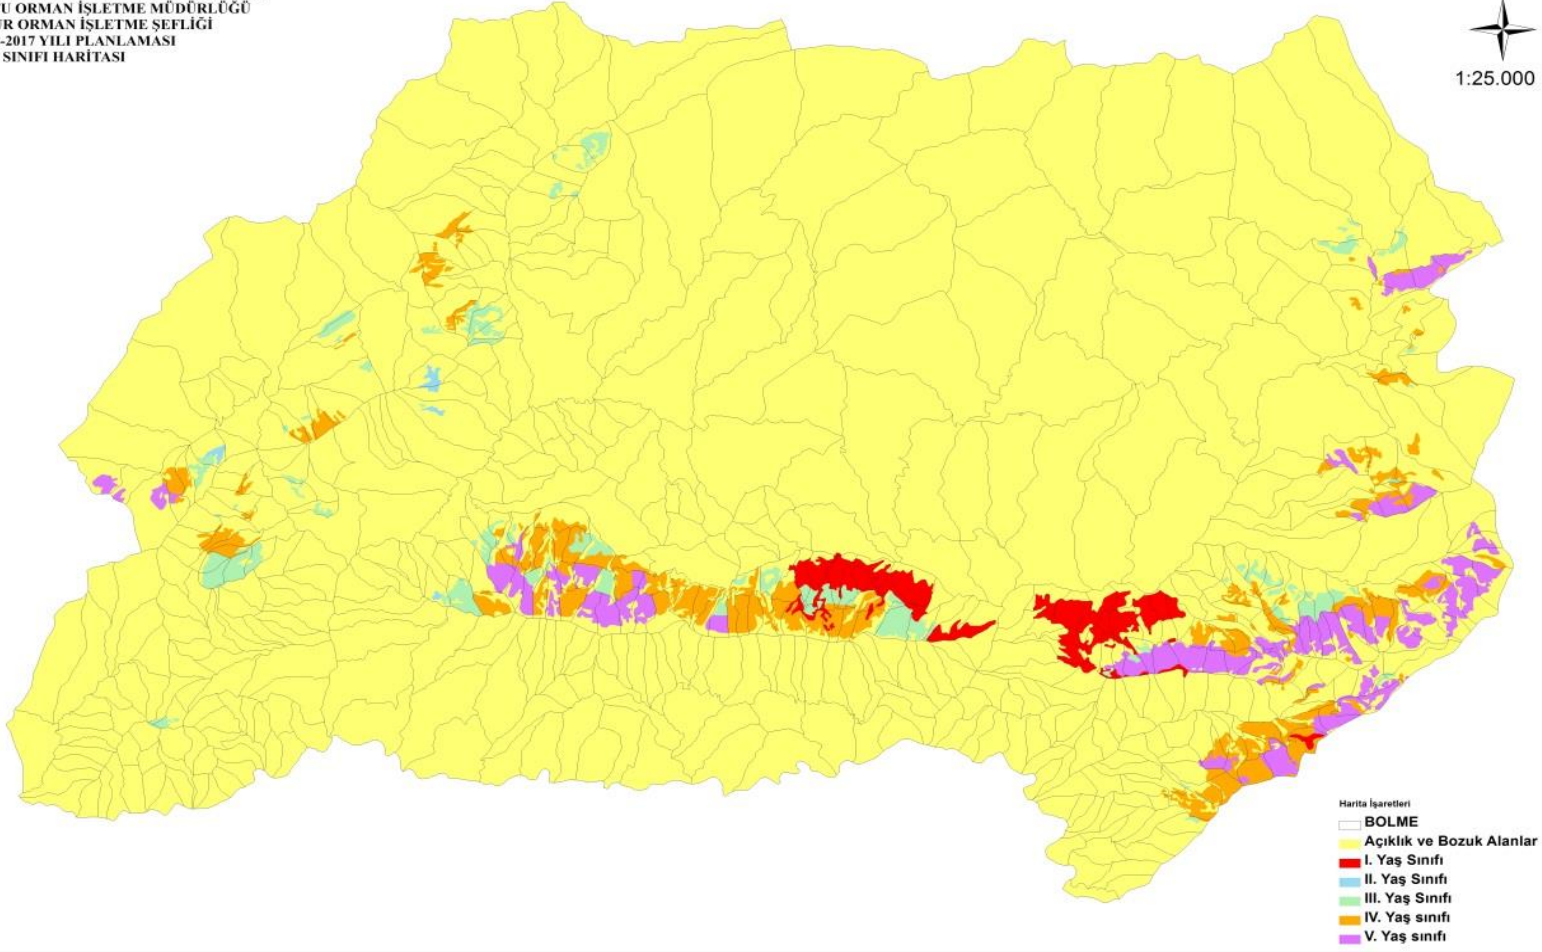 U ORMAN İŞLETME MÜDÜRLÜĞÜ
R ORMAN İŞLETME ŞEFLİĞİ
-2017 YILI PLANLAMASI
SINIFI HARİTASI
1:25.000
Harita İşaretleri
BOLME
Açıklık ve Bozuk Alanlar
I. Yaş Sınıfı
II. Yaş Sınıfı
III. Yaş Sınıfı
IV. Yaş sınıfı
V. Yaş sınıfı